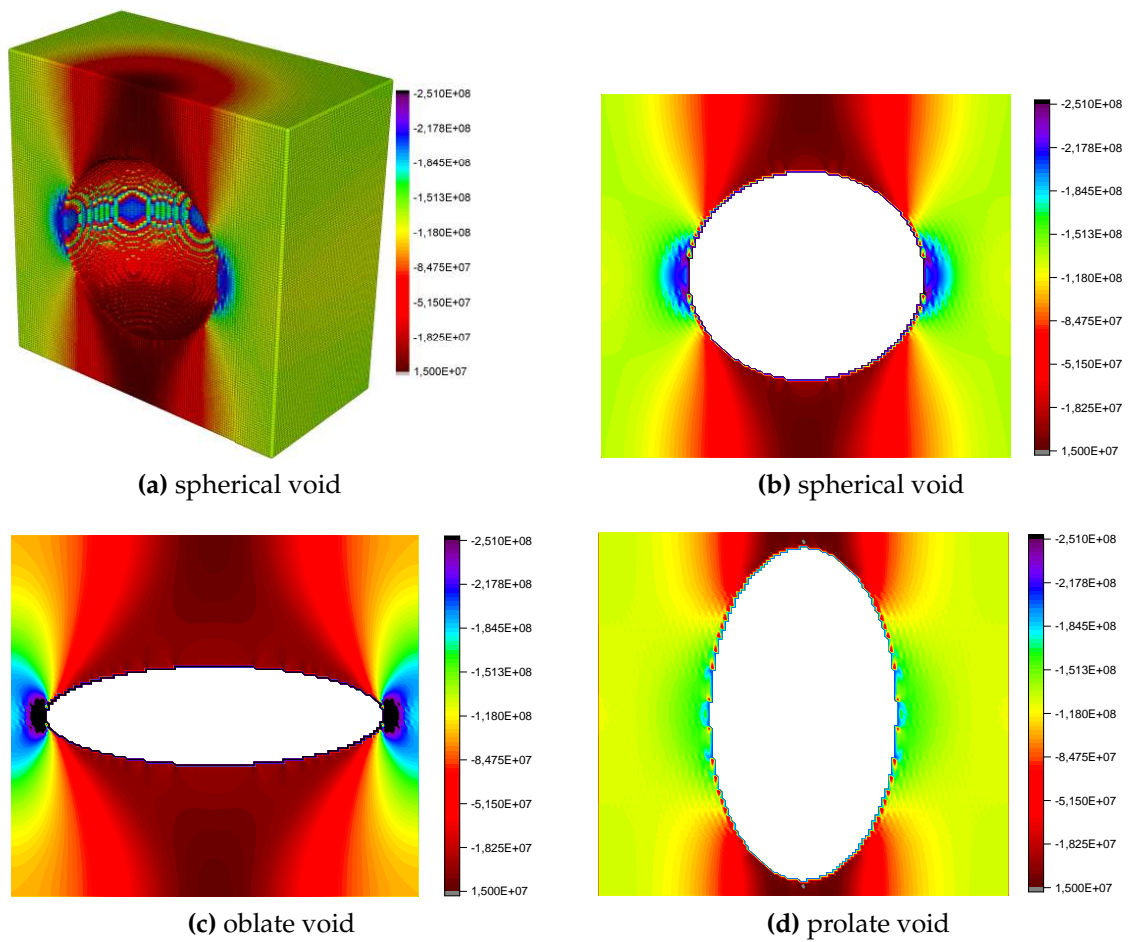 -2,510E+08
-2,178E+08
-1,845E+08
-1,513E+08
-1,180E+08
-8,475E+07
-5,150E+07
-1,825E+07
1,500E+07
(a) spherical void
-2,510E+08
-2,178E+08
-1,845E+08
-1,513E+08
-1,180E+08
-8,475E+07
-5,150E+07
-1,825E+07
1,500E+07
(b) spherical void
-2,510E+08
-2,178E+08
-1,845E+08
-1,513E+08
-1,180E+08
-8,475E+07
-5,150E+07
-1,825E+07
1,500E+07
(c) oblate void
-2,510E+08
-2,178E+08
-1,845E+08
-1,513E+08
-1,180E+08
-8,475E+07
-5,150E+07
-1,825E+07
1,500E+07
(d) prolate void